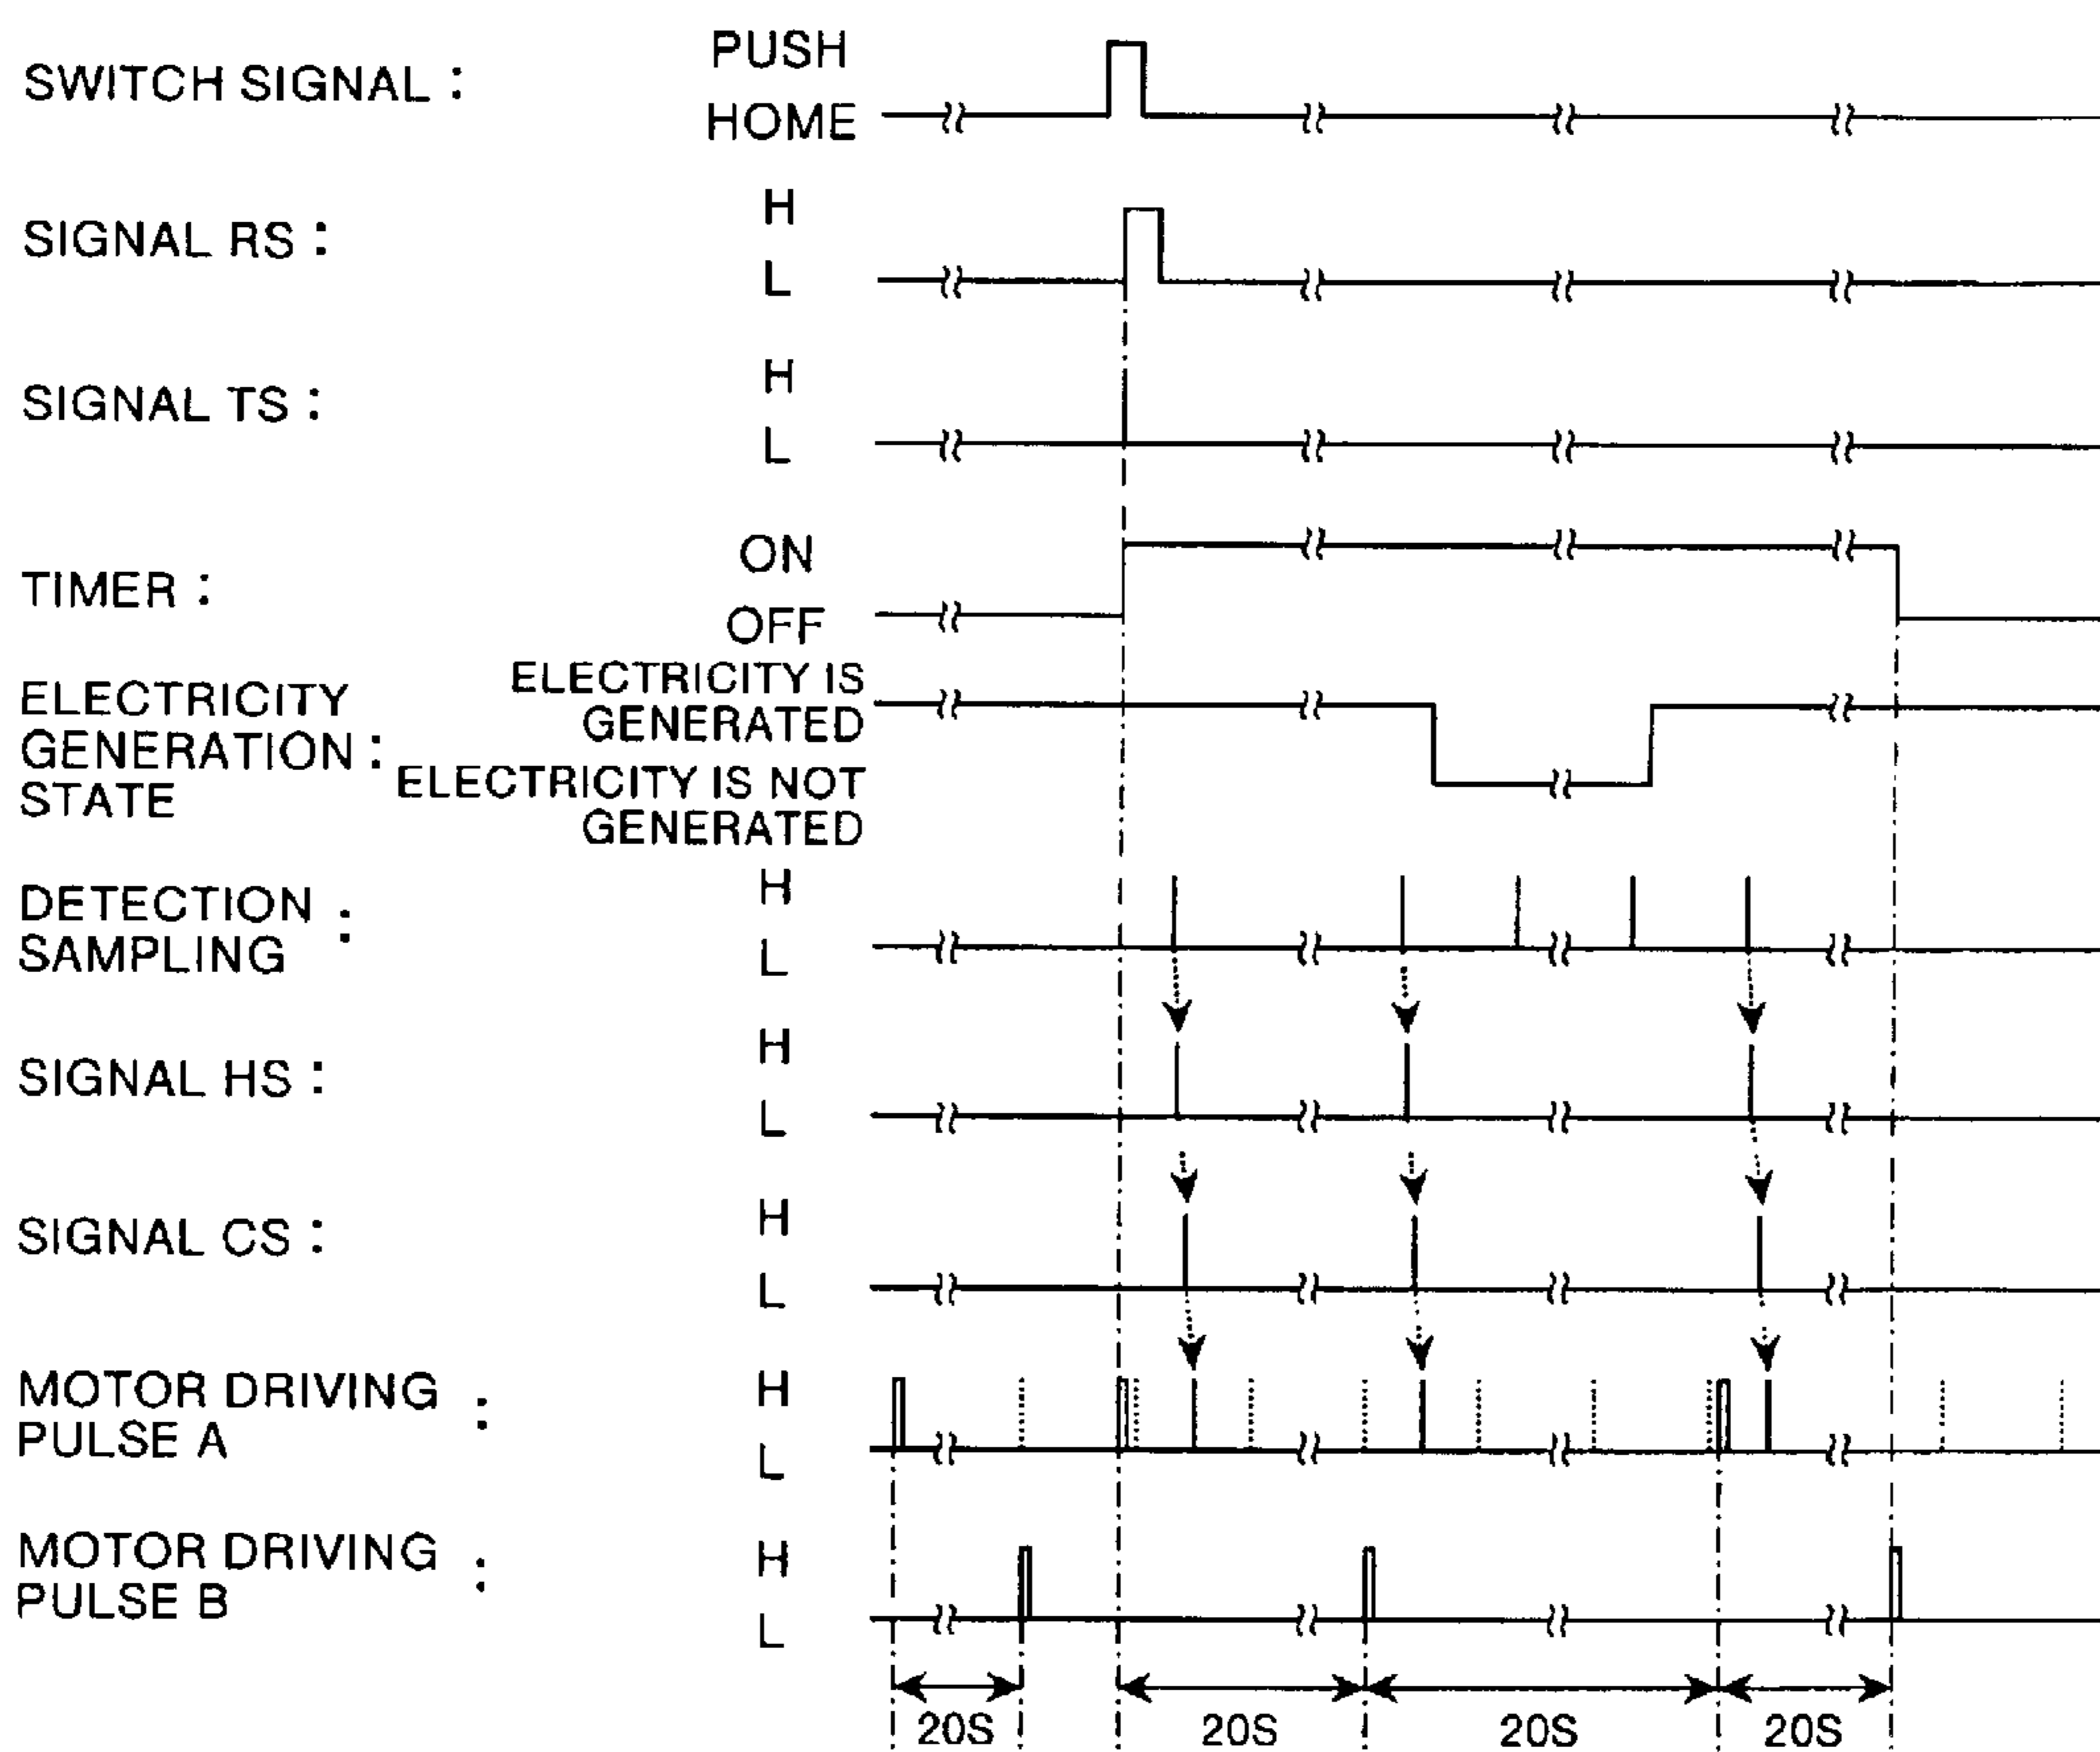 SWITCH SIGNAL :
PUSH
HOME
SIGNAL RS :
H
L
SIGNAL TS :
H
L
TIMER :
ON
OFF
ELECTRICITY
GENERATION :
STATE
ELECTRICITY IS
GENERATED
ELECTRICITY IS NOT
GENERATED
DETECTION
SAMPLING :
H
L
SIGNAL HS :
H
L
SIGNAL CS :
H
L
MOTOR DRIVING
PULSE A :
H
L
MOTOR DRIVING
PULSE B :
H
L
20S 20S 20S 20S